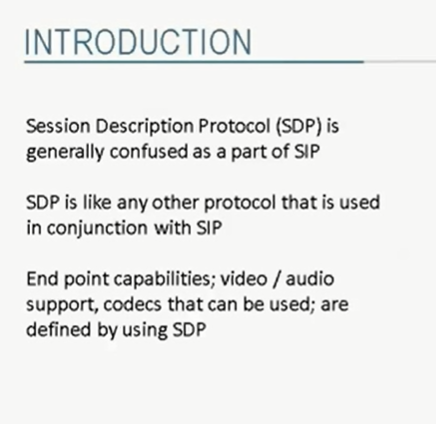 INTRODUCTION
Session Description Protocol (SDP) is
generally confused as a part of SIP
SDP is like any other protocol that is used
in conjunction with SIP
End point capabilities; video / audio
support, codecs that can be used; are
defined by using SDP